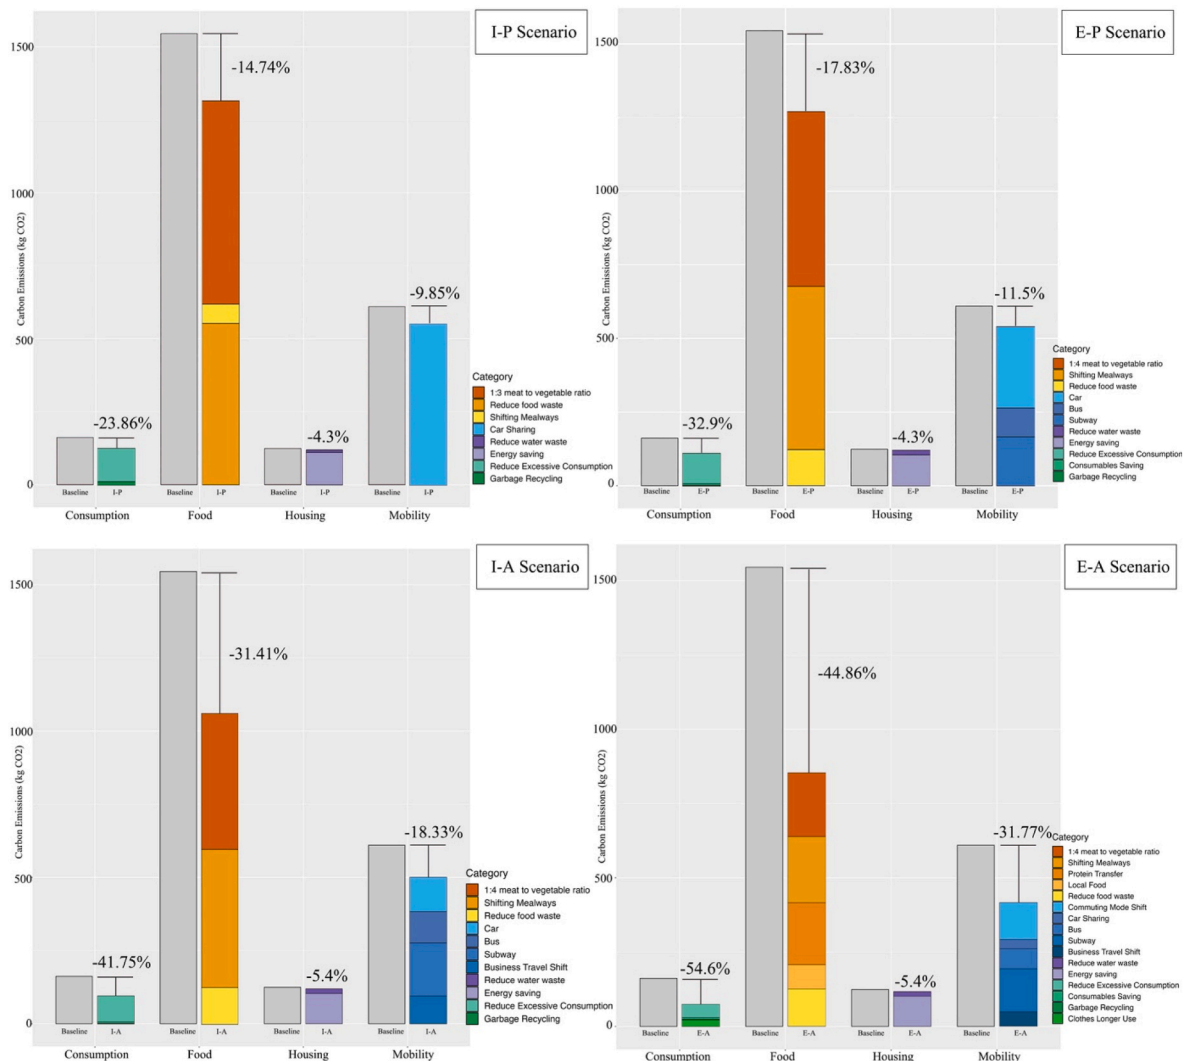 I-P Scenario
Carbon Emissions (kg CO2)
1500
1000
500
0
-23.86%
-14.74%
-4.3%
-9.85%
Baseline I-P Baseline I-P Baseline I-P Baseline I-P
Consumption Food Housing Mobility
Category
1:3 meat to vegetable ratio
Reduce food waste
Shifting Mealways
Car Sharing
Reduce water waste
Energy saving
Reduce Excessive Consumption
Garbage Recycling
E-P Scenario
Carbon Emissions (kg CO2)
1500
1000
500
0
-32.9%
-17.83%
-4.3%
-11.5%
Baseline E-P Baseline E-P Baseline E-P Baseline E-P
Consumption Food Housing Mobility
Category
1:4 meat to vegetable ratio
Shifting Mealways
Reduce food waste
Car
Bus
Subway
Reduce water waste
Energy saving
Reduce Excessive Consumption
Consumables Saving
Garbage Recycling
I-A Scenario
Carbon Emissions (kg CO2)
1500
1000
500
0
-41.75%
-31.41%
-5.4%
-18.33%
Baseline I-A Baseline I-A Baseline I-A Baseline I-A
Consumption Food Housing Mobility
Category
1:4 meat to vegetable ratio
Shifting Mealways
Reduce food waste
Car
Bus
Subway
Business Travel Shift
Reduce water waste
Energy saving
Reduce Excessive Consumption
Garbage Recycling
E-A Scenario
Carbon Emissions (kg CO2)
1500
1000
500
0
-54.6%
-44.86%
-5.4%
-31.77%
Baseline E-A Baseline E-A Baseline E-A Baseline E-A
Consumption Food Housing Mobility
Category
1:4 meat to vegetable ratio
Shifting Mealways
Protein Transfer
Local Food
Reduce food waste
Commuting Mode Shift
Car Sharing
Bus
Subway
Business Travel Shift
Reduce water waste
Energy saving
Reduce Excessive Consumption
Consumables Saving
Garbage Recycling
Clothes Longer Use